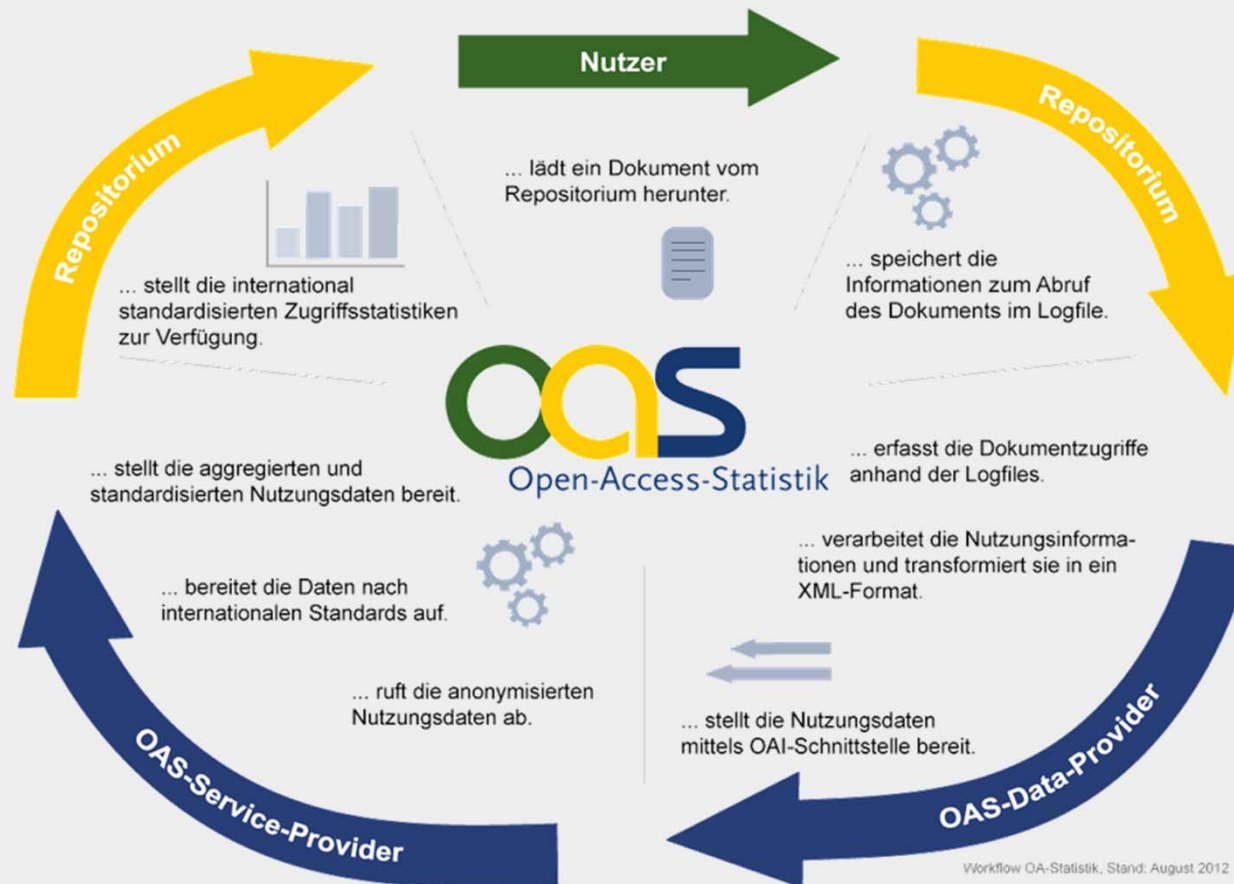 Nutzer
... lädt ein Dokument vom
Repositorium herunter.
Repositorium
... speichert die
Informationen zum Abruf
des Dokuments im Logfile.
OAS-Data-Provider
... erfasst die Dokumentzugriffe
anhand der Logfiles.
... verarbeitet die Nutzungsinforma-
tionen und transformiert sie in ein
XML-Format.
... stellt die Nutzungsdaten
mittels OAI-Schnittstelle bereit.
OAS-Service-Provider
... ruft die anonymisierten
Nutzungsdaten ab.
... bereitet die Daten nach
internationalen Standards auf.
... stellt die aggregierten und
standardisierten Nutzungsdaten bereit.
Repositorium
... stellt die international
standardisierten Zugriffsstatistiken
zur Verfügung.
oas
Open-Access-Statistik
Workflow OA-Statistik, Stand: August 2012